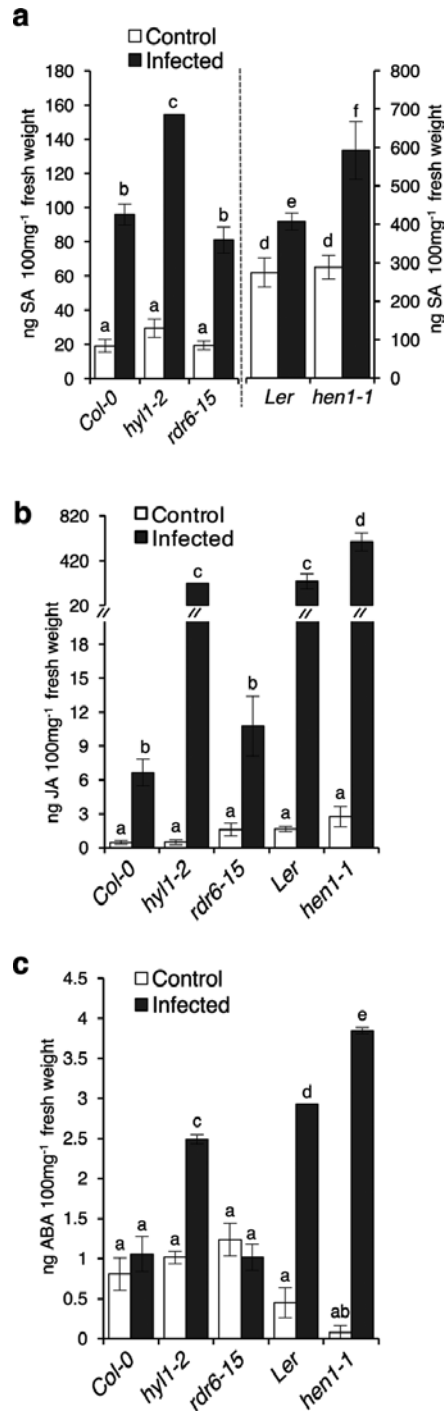 a
Control
Infected
180
160
140
120
100
80
60
40
20
0
ng SA 100mg⁻¹ fresh weight
a
b
a
c
a
b
d
e
d
f
800
700
600
500
400
300
200
100
0
ng SA 100mg⁻¹ fresh weight
Col-0
hyl1-2
rdr6-15
Ler
hen1-1
b
Control
Infected
820
420
20
18
15
12
9
6
3
0
ng JA 100mg⁻¹ fresh weight
a
b
a
c
a
b
a
c
a
d
Col-0
hyl1-2
rdr6-15
Ler
hen1-1
c
Control
Infected
4.5
4
3.5
3
2.5
2
1.5
1
0.5
0
ng ABA 100mg⁻¹ fresh weight
a
a
a
c
a
a
a
d
ab
e
Col-0
hyl1-2
rdr6-15
Ler
hen1-1